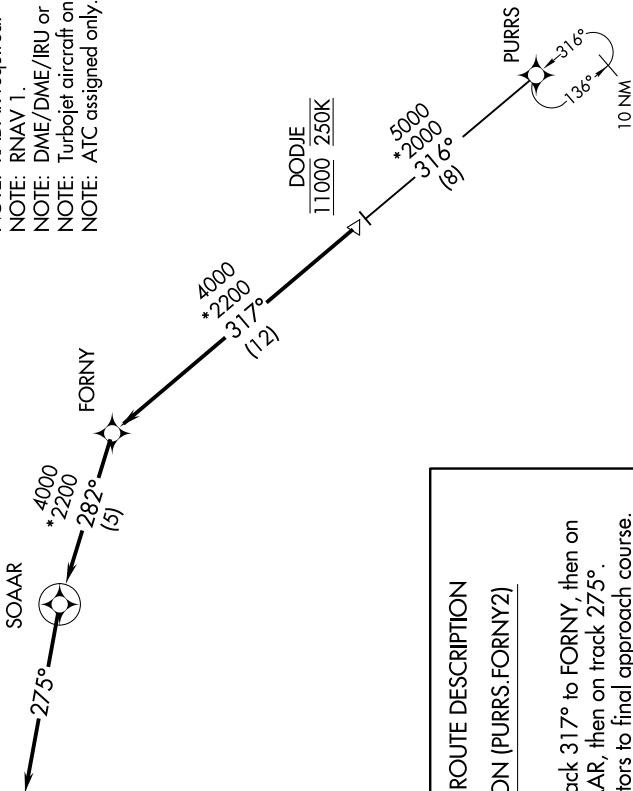 NOTE: RNAV 1.
NOTE: DME/DME/IRU or
NOTE: Turbojet aircraft on
NOTE: ATC assigned only.
PURRS
316°
136°
10 NM
DODJE
11000 250K
5000
*2000
316°
(8)
4000
*2200
317°
(12)
FORNY
4000
*2200
282°
(5)
SOAAR
275°
ROUTE DESCRIPTION
ON (PURRS.FORNY2)
ack 317° to FORNY, then on
AR, then on track 275°.
tors to final approach course.